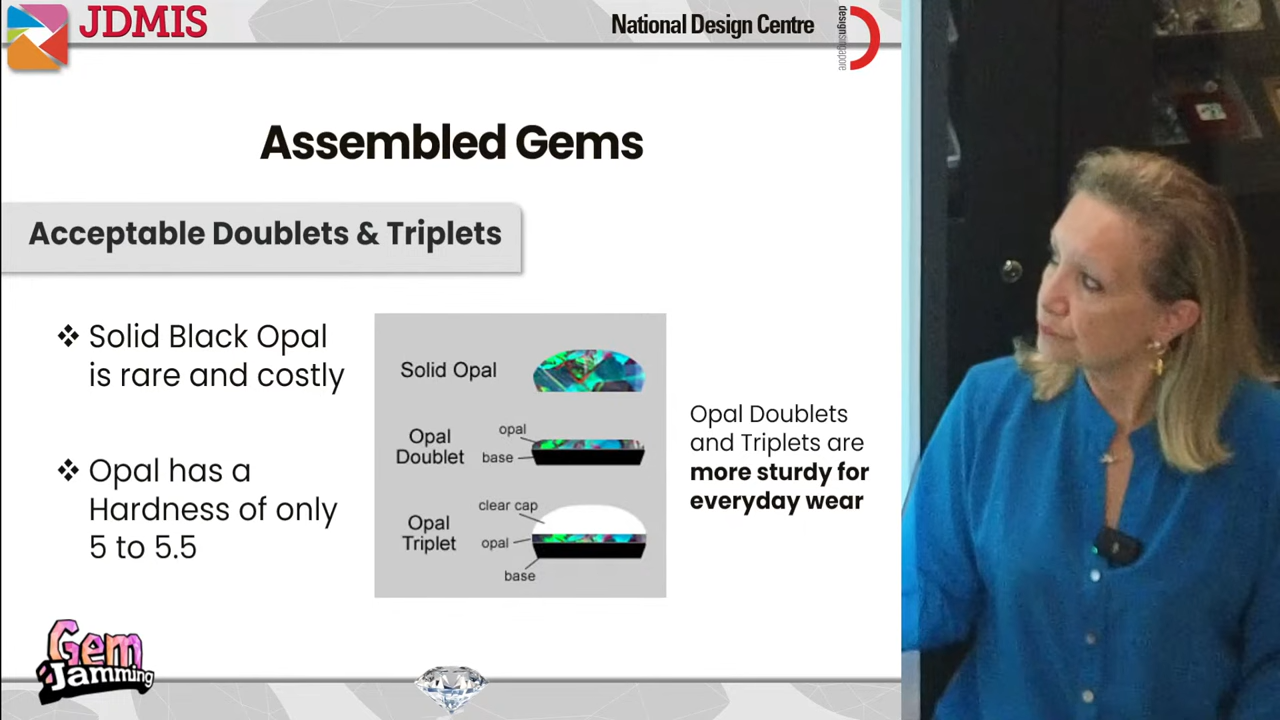 JDMIS
National Design Centre
designsingapore
Assembled Gems
Acceptable Doublets & Triplets
❖ Solid Black Opal
is rare and costly
❖ Opal has a
Hardness of only
5 to 5.5
Solid Opal
Opal
Doublet
opal
base
Opal
Triplet
clear cap
opal
base
Opal Doublets
and Triplets are
more sturdy for
everyday wear
Gem
Jamming